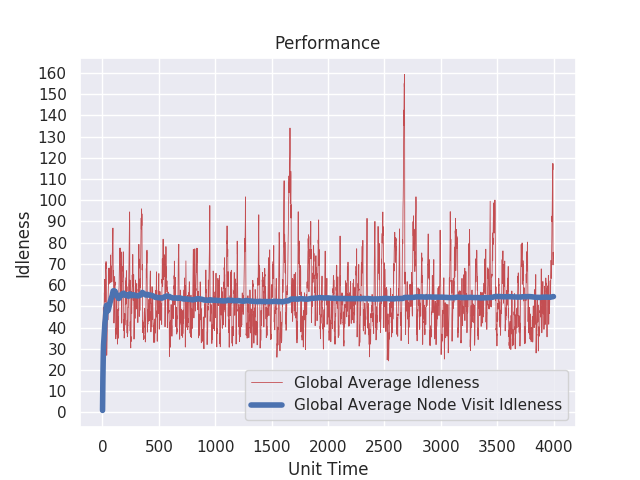 Performance
160
150
140
130
120
110
100
90
80
70
60
50
40
30
20
10
0
Idleness
Global Average Idleness
Global Average Node Visit Idleness
0 500 1000 1500 2000 2500 3000 3500 4000
Unit Time